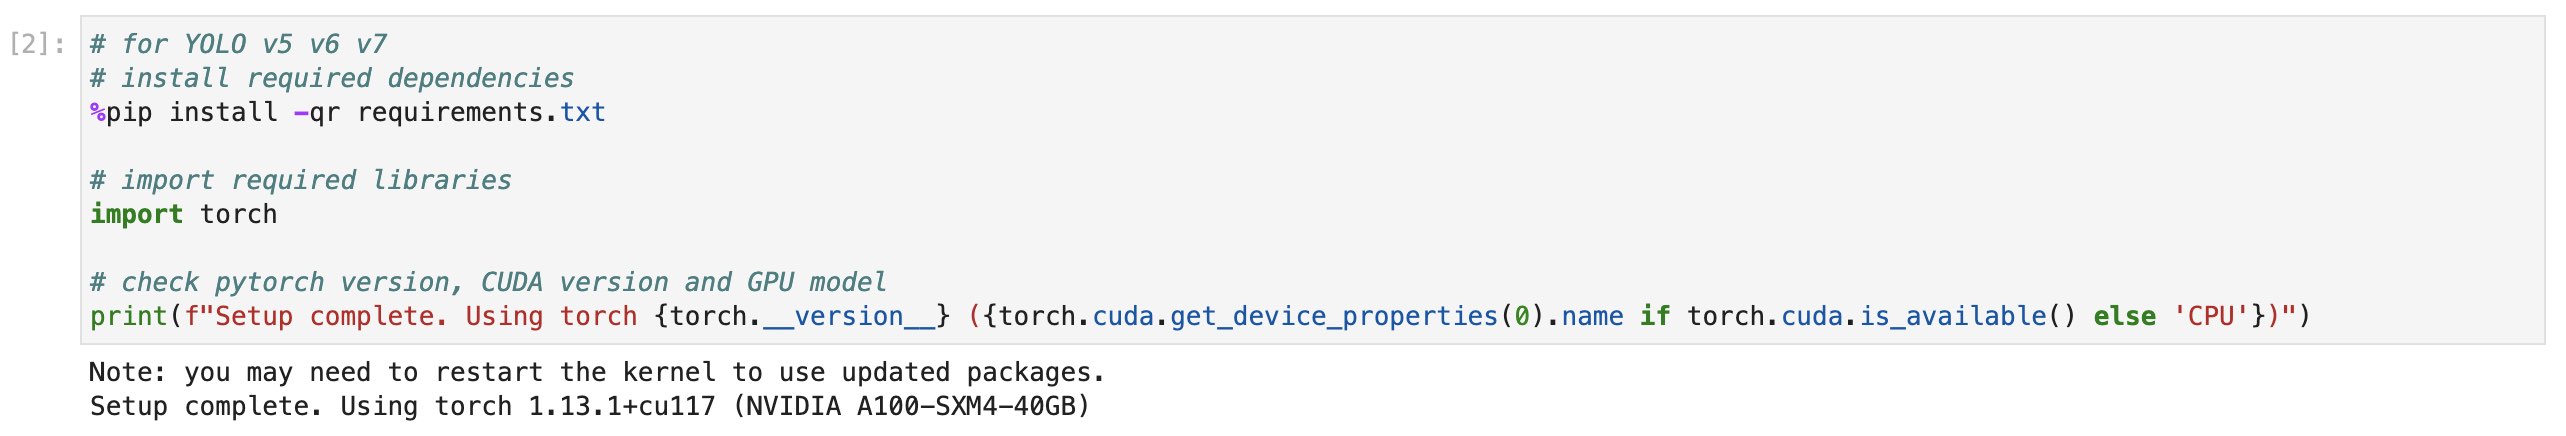 [2]:
# for YOLO v5 v6 v7
# install required dependencies
%pip install -qr requirements.txt
# import required libraries
import torch
# check pytorch version, CUDA version and GPU model
print(f"Setup complete. Using torch {torch.__version__} ({torch.cuda.get_device_properties(0).name if torch.cuda.is_available() else 'CPU'})")
Note: you may need to restart the kernel to use updated packages.
Setup complete. Using torch 1.13.1+cu117 (NVIDIA A100-SXM4-40GB)